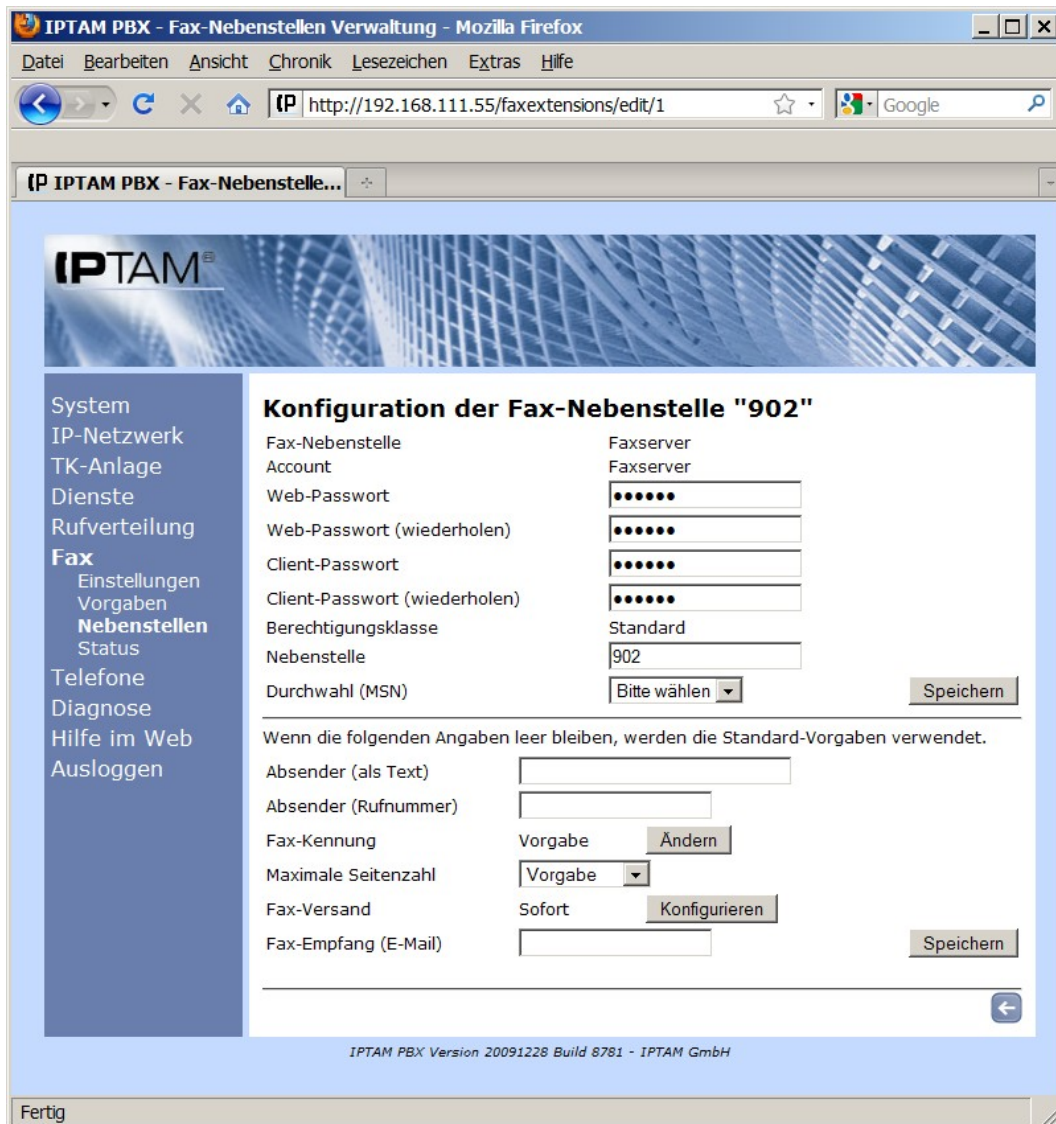 IPTAM PBX - Fax-Nebenstellen Verwaltung - Mozilla Firefox
Datei Bearbeiten Ansicht Chronik Lesezeichen Extras Hilfe
(P http://192.168.111.55/faxextensions/edit/1 Google
(P IPTAM PBX - Fax-Nebenstelle...
IPTAM®
System
IP-Netzwerk
TK-Anlage
Dienste
Rufverteilung
Fax
Einstellungen
Vorgaben
Nebenstellen
Status
Telefone
Diagnose
Hilfe im Web
Ausloggen
Konfiguration der Fax-Nebenstelle "902"
Fax-Nebenstelle Faxserver
Account Faxserver
Web-Passwort ••••••
Web-Passwort (wiederholen) ••••••
Client-Passwort ••••••
Client-Passwort (wiederholen) ••••••
Berechtigungsklasse Standard
Nebenstelle 902
Durchwahl (MSN) Bitte wählen Speichern
Wenn die folgenden Angaben leer bleiben, werden die Standard-Vorgaben verwendet.
Absender (als Text)
Absender (Rufnummer)
Fax-Kennung Vorgabe Ändern
Maximale Seitenzahl Vorgabe
Fax-Versand Sofort Konfigurieren
Fax-Empfang (E-Mail) Speichern
IPTAM PBX Version 20091228 Build 8781 - IPTAM GmbH
Fertig